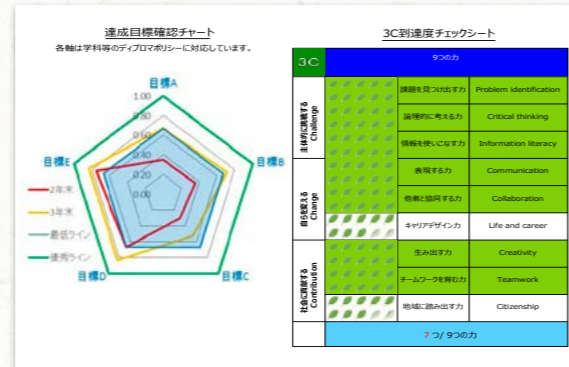 達成目標確認チャート
各軸は学科等のディプロマポリシーに対応しています。
目標A
1.00
0.80
0.60
0.40
0.20
0.00
目標B
目標C
目標D
目標E
2年末
3年末
最低ライン
優秀ライン
3C到達度チェックシート
3C
9つの力
主体的に挑戦する
Challenge
課題を見つけ出す力 Problem identification
論理的に考える力 Critical thinking
情報を使いこなす力 Information literacy
自らを変える
Change
表現する力 Communication
他者と協同する力 Collaboration
キャリアデザイン力 Life and career
社会に貢献する
Contribution
生み出す力 Creativity
チームワークを育む力 Teamwork
地域に踏み出す力 Citizenship
7つ/ 9つの力